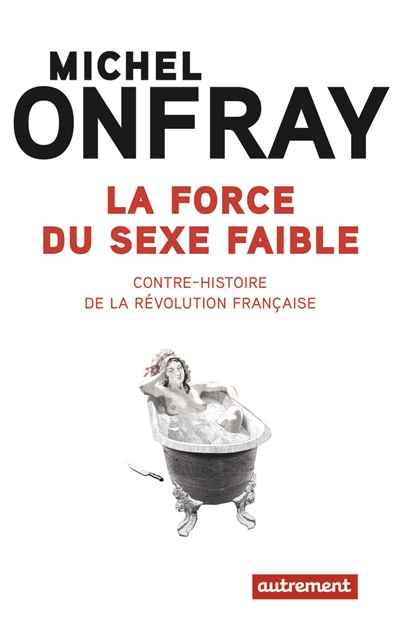 MICHEL
ONFRAY
LA FORCE
DU SEXE FAIBLE
CONTRE-HISTOIRE
DE LA RÉVOLUTION FRANÇAISE
autrement